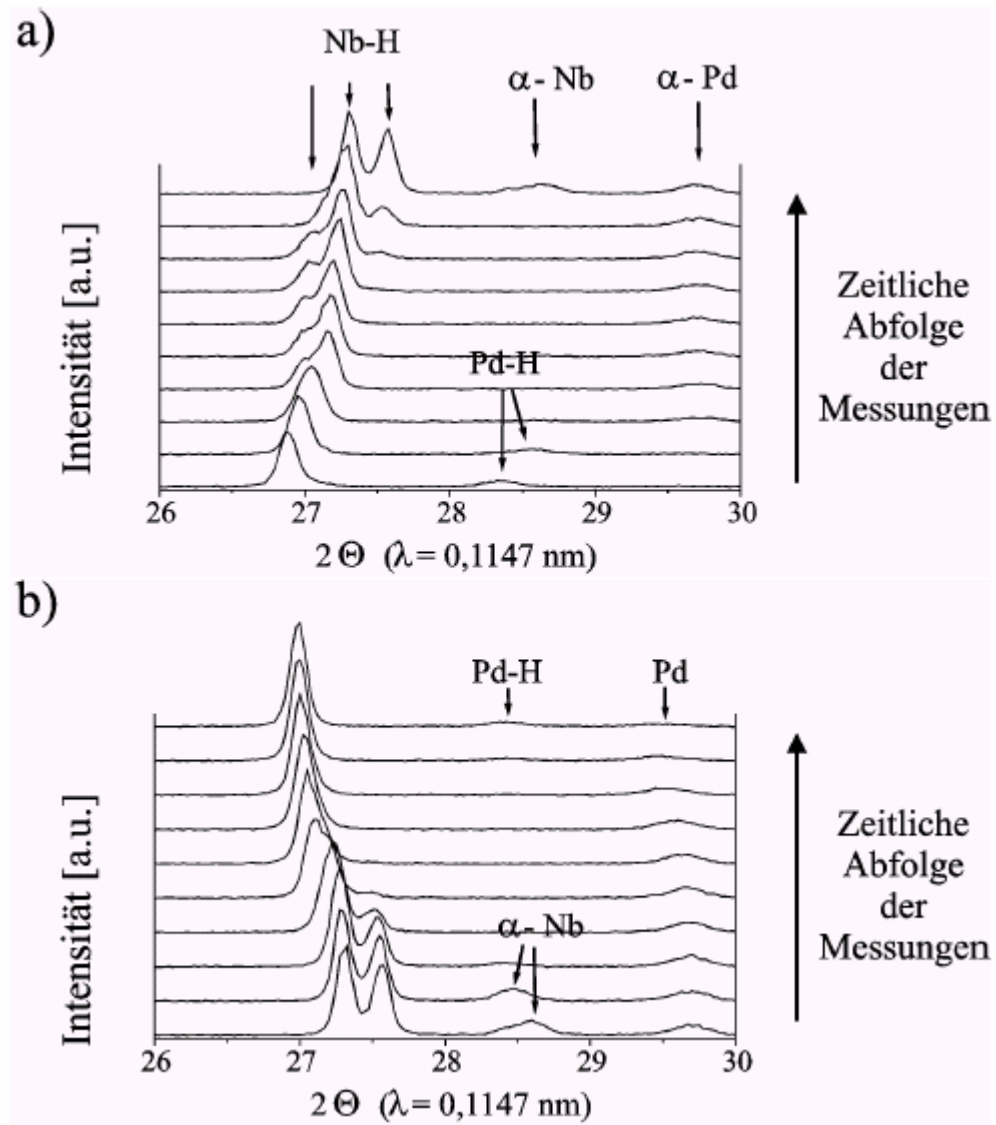 a)
Nb-H
α - Nb
α - Pd
Intensität [a.u.]
Pd-H
Zeitliche
Abfolge
der
Messungen
26 27 28 29 30
2 Θ (λ = 0,1147 nm)
b)
Pd-H
Pd
Intensität [a.u.]
α - Nb
Zeitliche
Abfolge
der
Messungen
26 27 28 29 30
2 Θ (λ = 0,1147 nm)